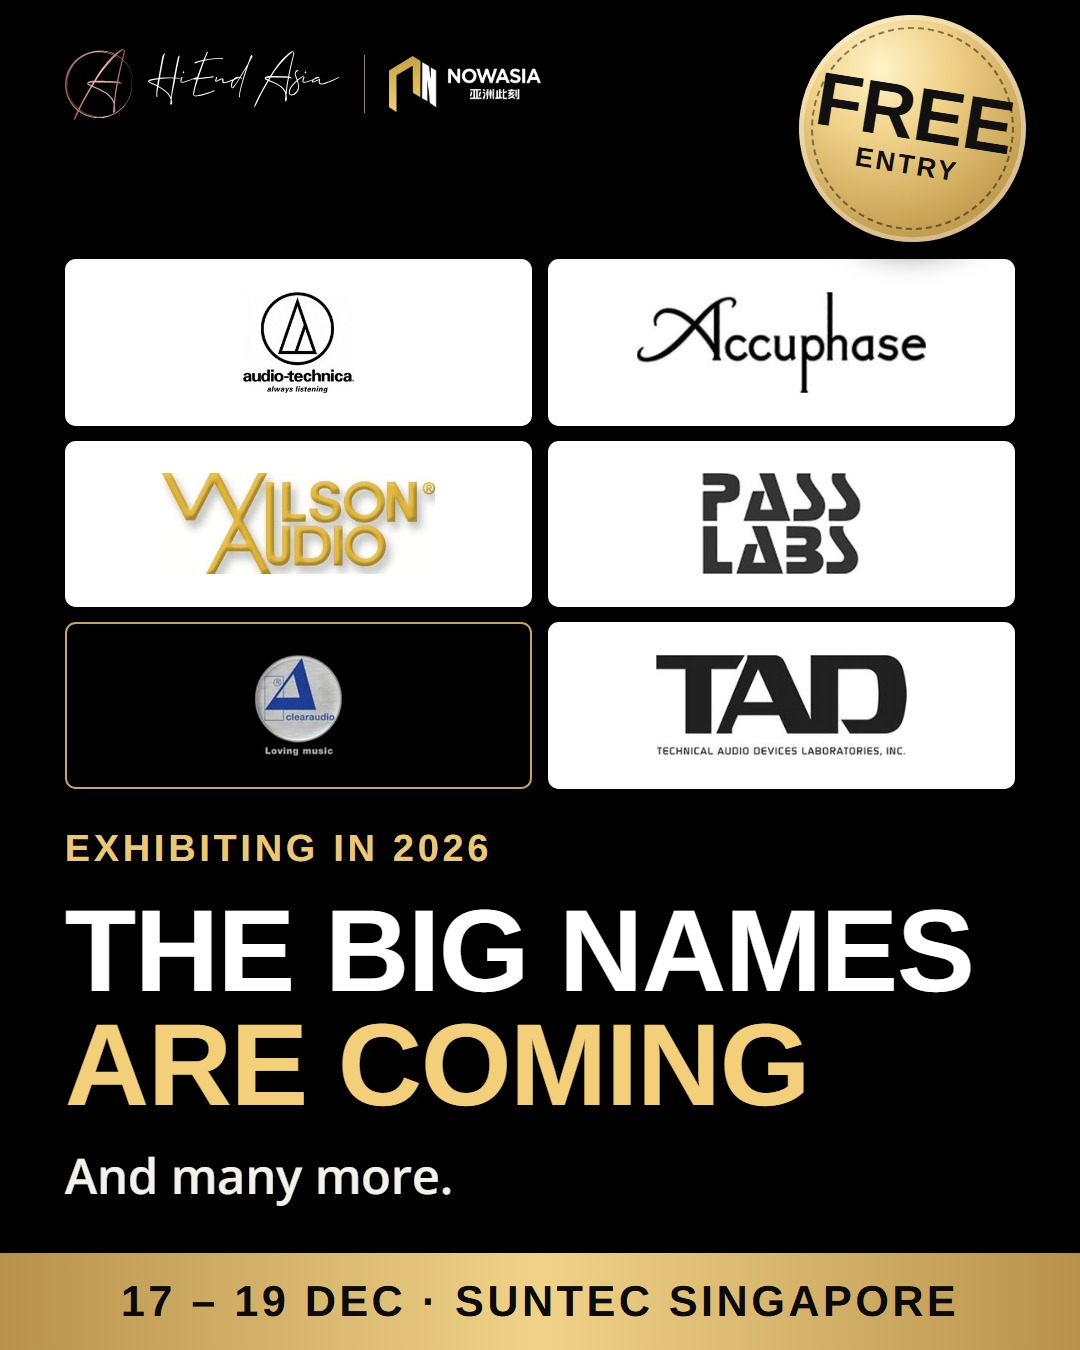 HiEnd Asia
NOWASIA
亚洲此刻
FREE
ENTRY
audio-technica
always listening
Accuphase
WILSON®
AUDIO
PASS
LABS
®
clearaudio
Loving music
TAD
TECHNICAL AUDIO DEVICES LABORATORIES, INC.
EXHIBITING IN 2026
THE BIG NAMES
ARE COMING
And many more.
17 – 19 DEC · SUNTEC SINGAPORE